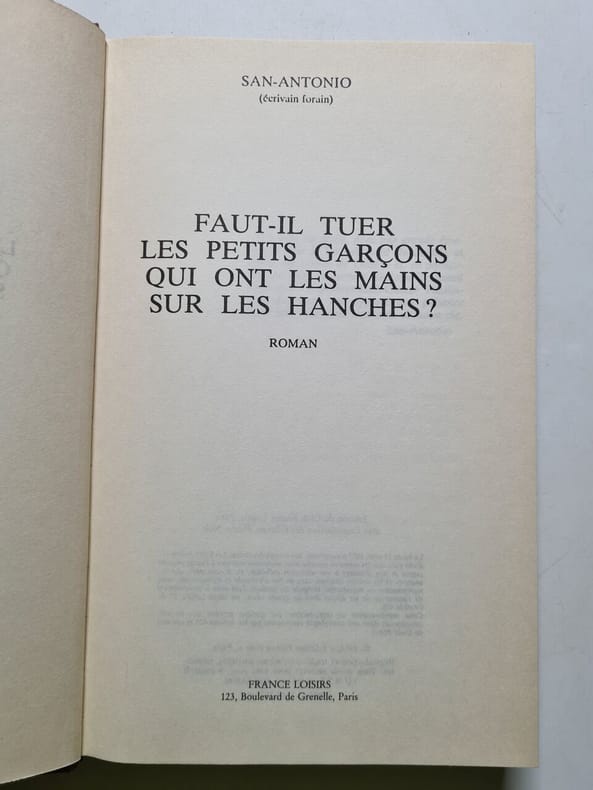 SAN-ANTONIO
(écrivain forain)
FAUT-IL TUER
LES PETITS GARÇONS
QUI ONT LES MAINS
SUR LES HANCHES ?
ROMAN
FRANCE LOISIRS
123, Boulevard de Grenelle, Paris